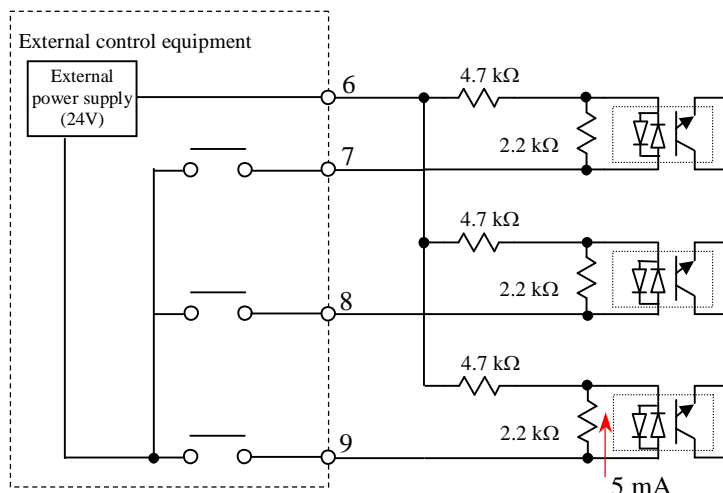 External control equipment
External
power supply
(24V)
6
4.7 kΩ
2.2 kΩ
7
4.7 kΩ
2.2 kΩ
8
4.7 kΩ
2.2 kΩ
9
5 mA